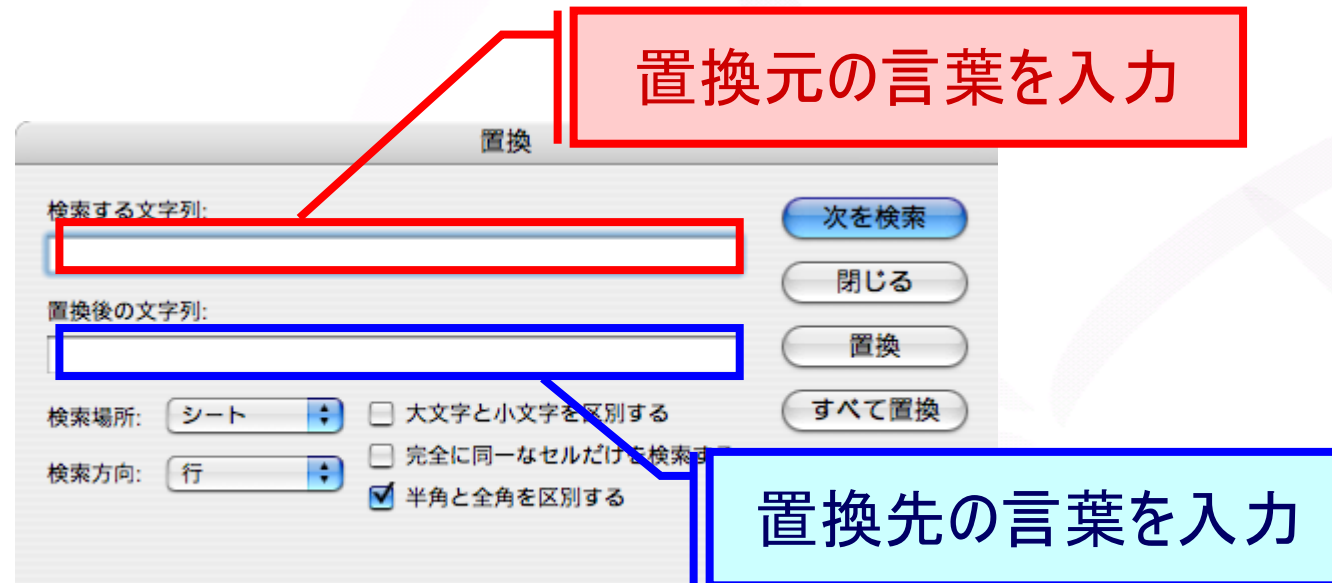 置換元の言葉を入力
置換
検索する文字列:
次を検索
閉じる
置換後の文字列:
置換
検索場所: シート
大文字と小文字を区別する
すべて置換
完全に同一なセルだけを検索する
検索方向: 行
半角と全角を区別する
置換先の言葉を入力